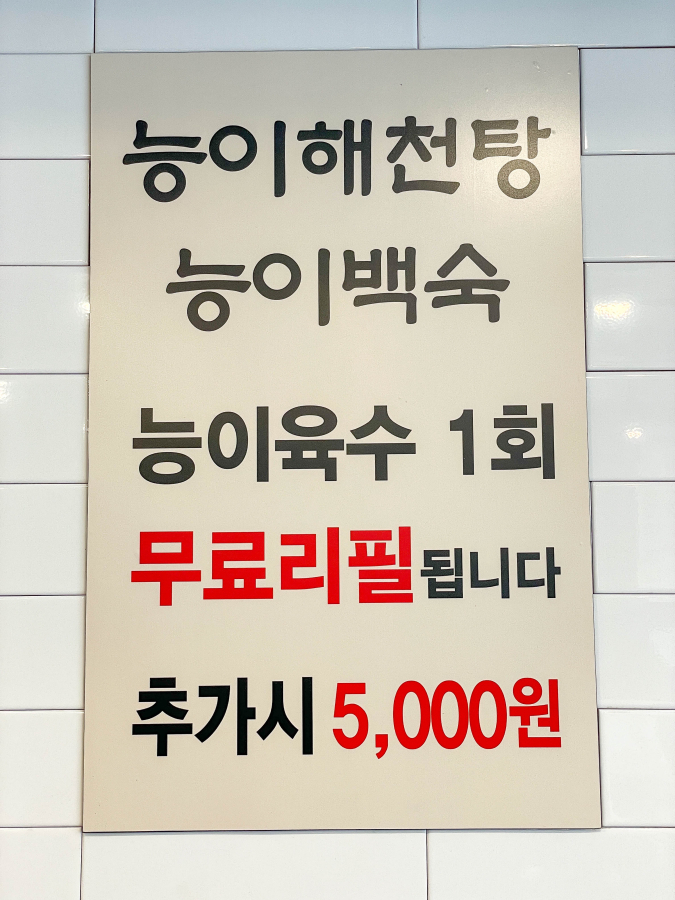 능이해천탕
능이백숙
능이육수 1회
무료리필됩니다
추가시 5,000원